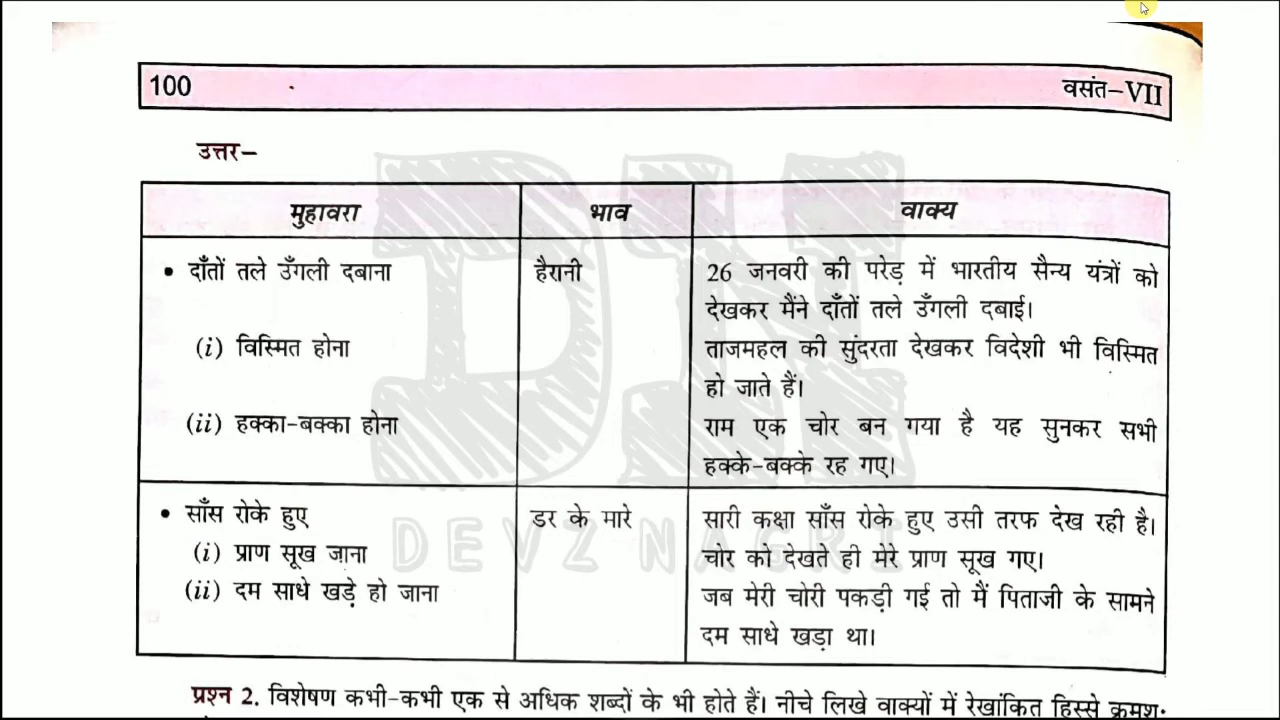 100
वसंत–VII
उत्तर–
मुहावरा
भाव
वाक्य
• दाँतों तले उँगली दबाना
हैरानी
26 जनवरी की परेड़ में भारतीय सैन्य यंत्रों को
देखकर मैंने दाँतों तले उँगली दबाई।
(i) विस्मित होना
ताजमहल की सुंदरता देखकर विदेशी भी विस्मित
हो जाते हैं।
(ii) हक्का-बक्का होना
राम एक चोर बन गया है यह सुनकर सभी
हक्के-बक्के रह गए।
• साँस रोके हुए
डर के मारे
सारी कक्षा साँस रोके हुए उसी तरफ देख रही है।
(i) प्राण सूख जाना
चोर को देखते ही मेरे प्राण सूख गए।
(ii) दम साधे खड़े हो जाना
जब मेरी चोरी पकड़ी गई तो मैं पिताजी के सामने
दम साधे खड़ा था।
DN
DEVZ NAGRI
प्रश्न 2. विशेषण कभी-कभी एक से अधिक शब्दों के भी होते हैं। नीचे लिखे वाक्यों में रेखांकित हिस्से क्रमश: